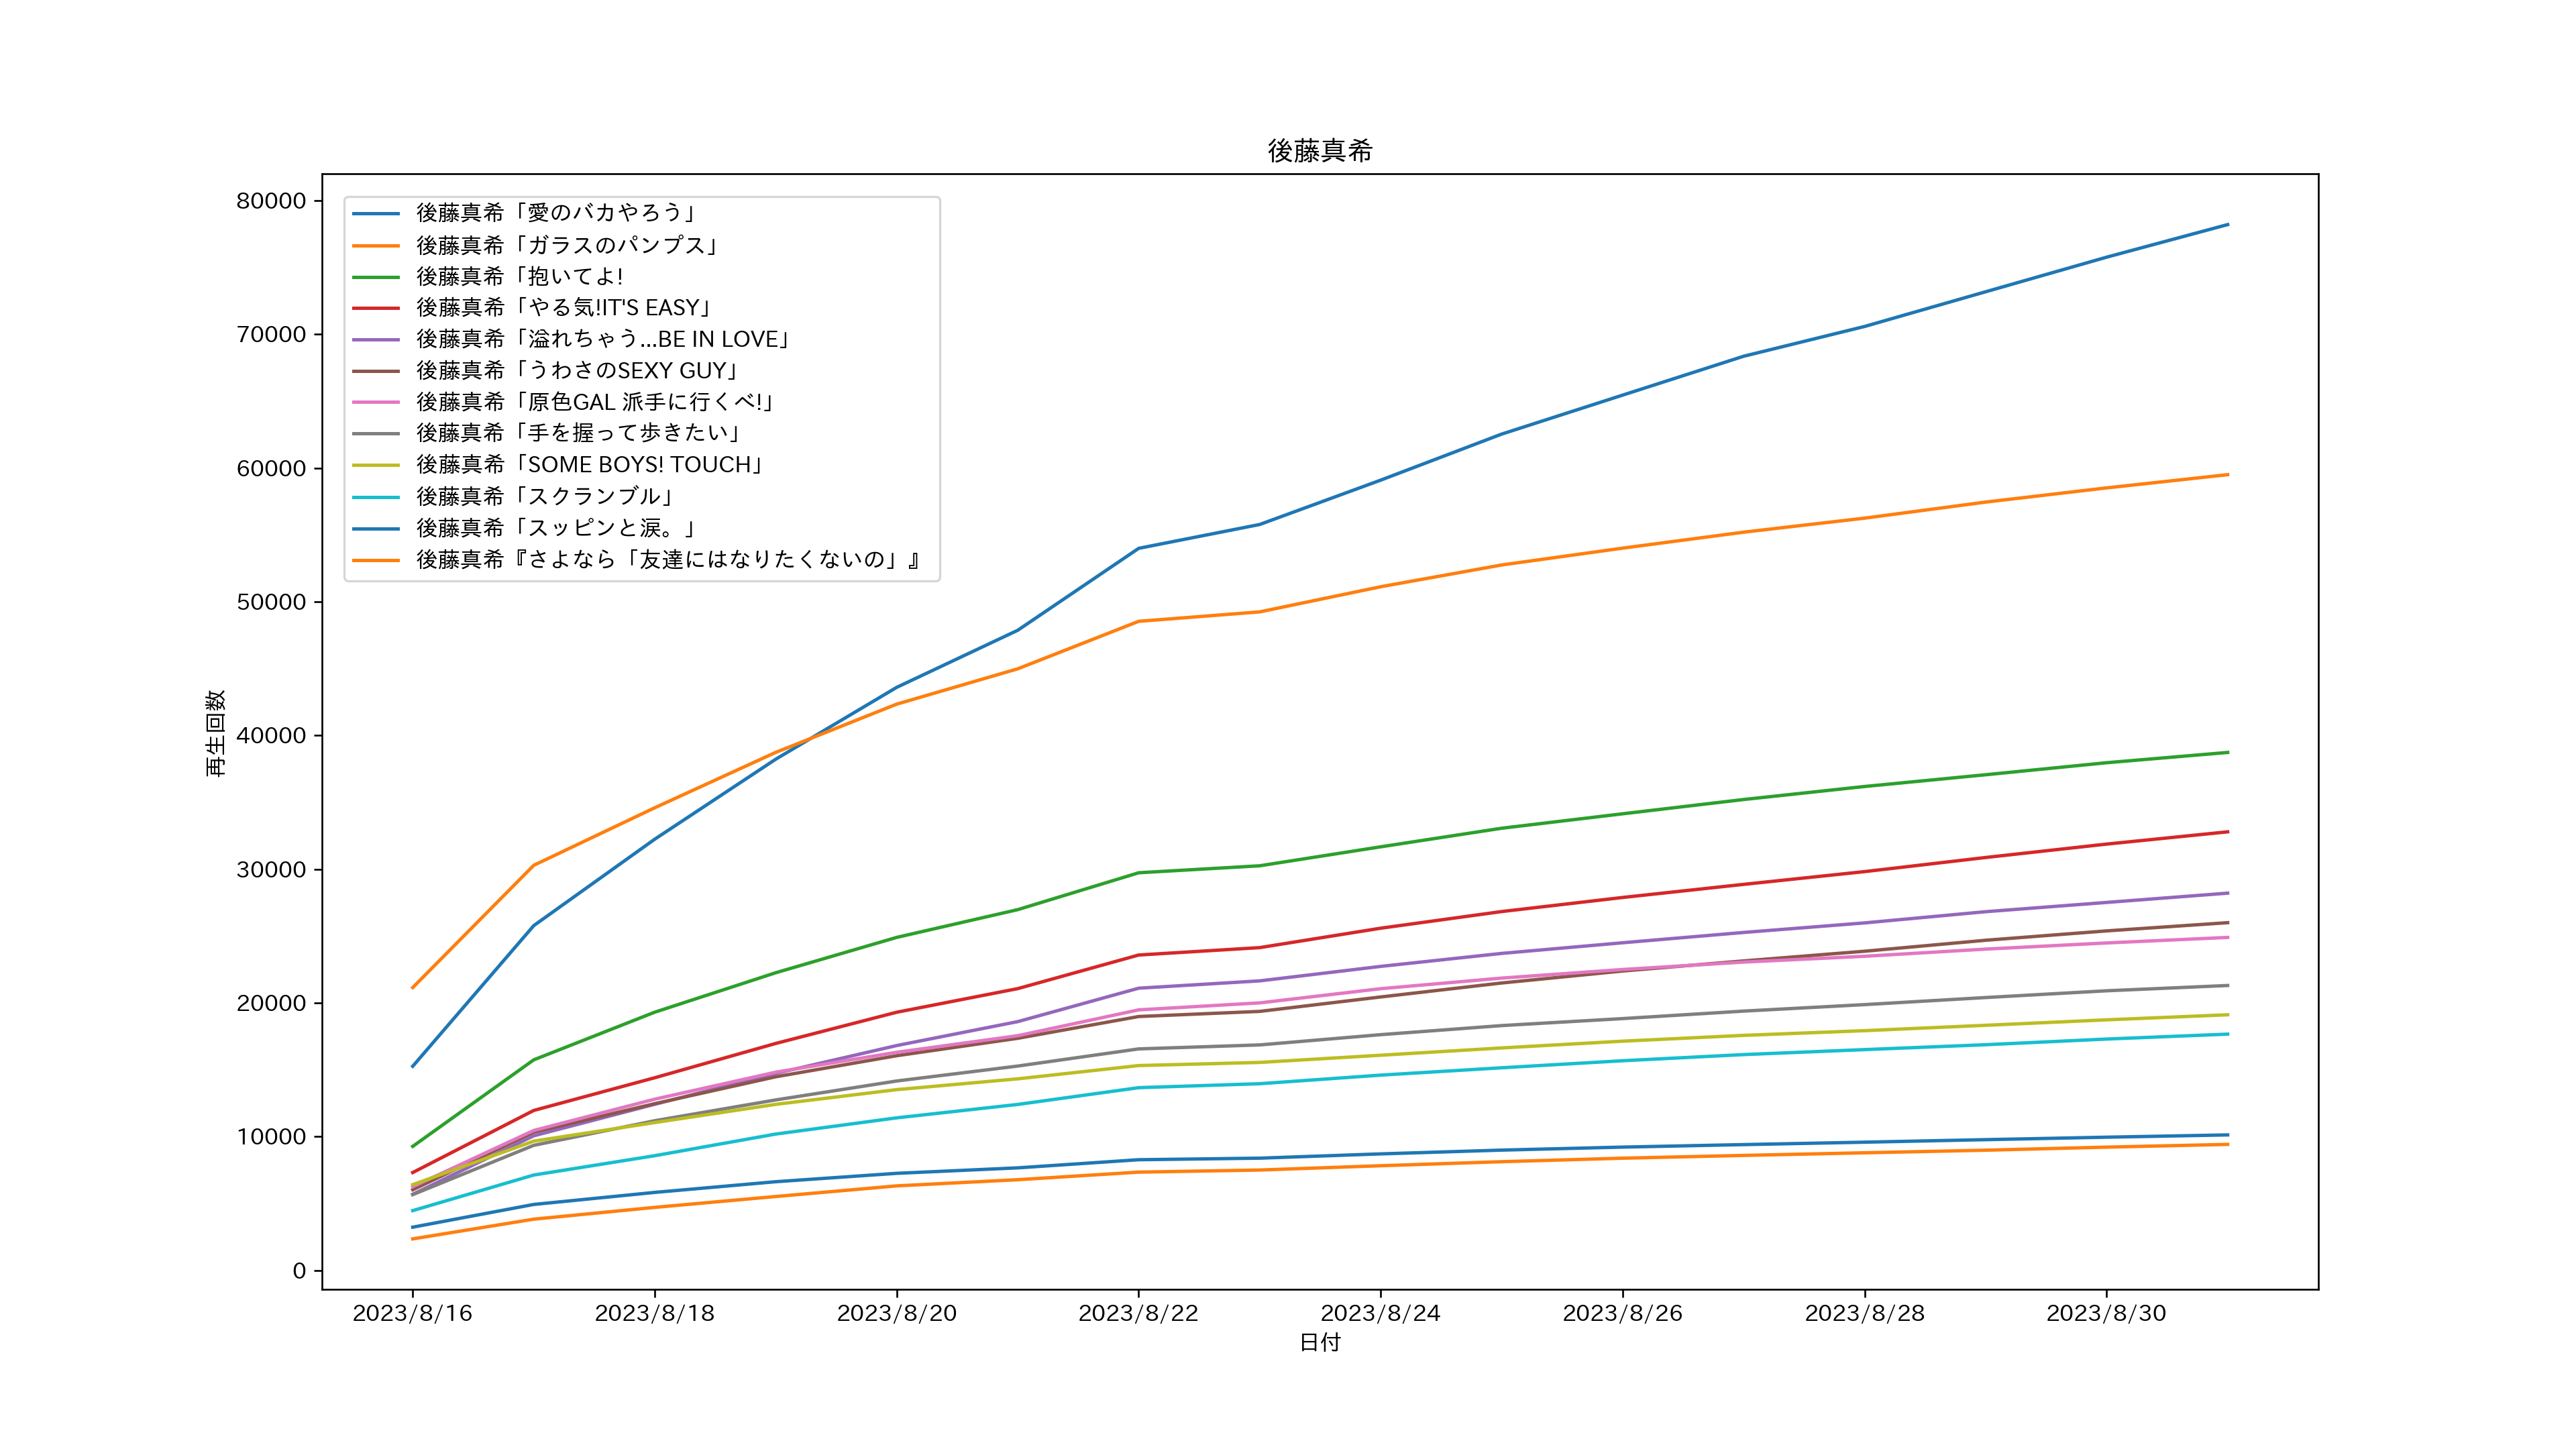 後藤真希
80000
70000
60000
50000
40000
30000
20000
10000
0
再生回数
後藤真希「愛のバカやろう」
後藤真希「ガラスのパンプス」
後藤真希「抱いてよ!
後藤真希「やる気!IT'S EASY」
後藤真希「溢れちゃう...BE IN LOVE」
後藤真希「うわさのSEXY GUY」
後藤真希「原色GAL 派手に行くべ!」
後藤真希「手を握って歩きたい」
後藤真希「SOME BOYS! TOUCH」
後藤真希「スクランブル」
後藤真希「スッピンと涙。」
後藤真希『さよなら「友達にはなりたくないの」』
2023/8/16 2023/8/18 2023/8/20 2023/8/22 2023/8/24 2023/8/26 2023/8/28 2023/8/30
日付